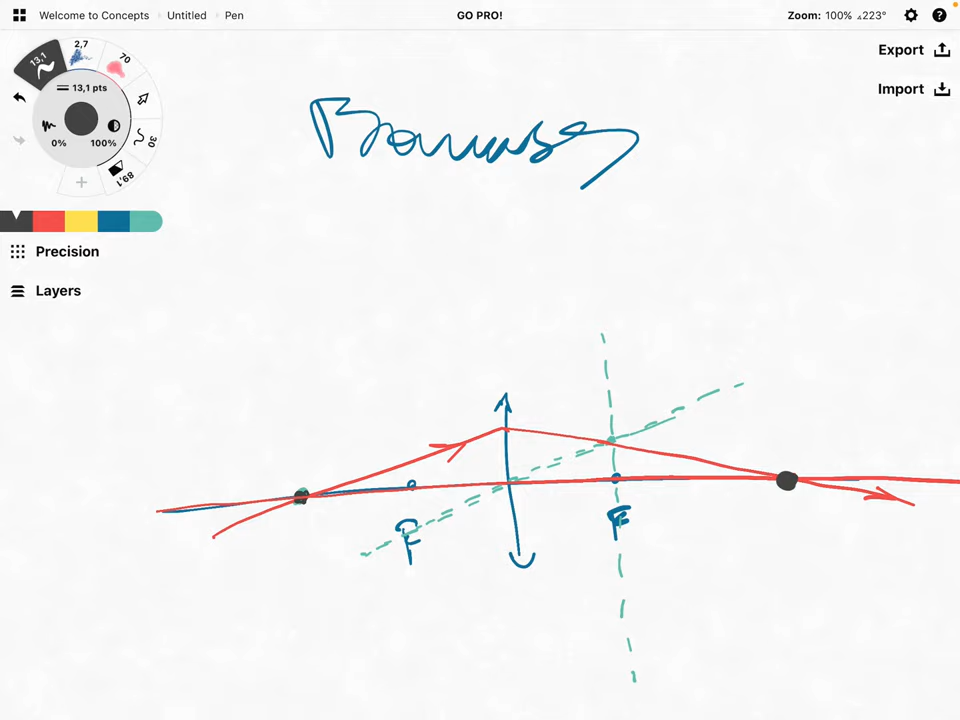 Welcome to Concepts › Untitled › Pen
GO PRO!
Zoom: 100% ⊿223°
Export
Import
2,7
13,1
70
13,1 pts
0% 100%
30
89,1
Precision
Layers
F F